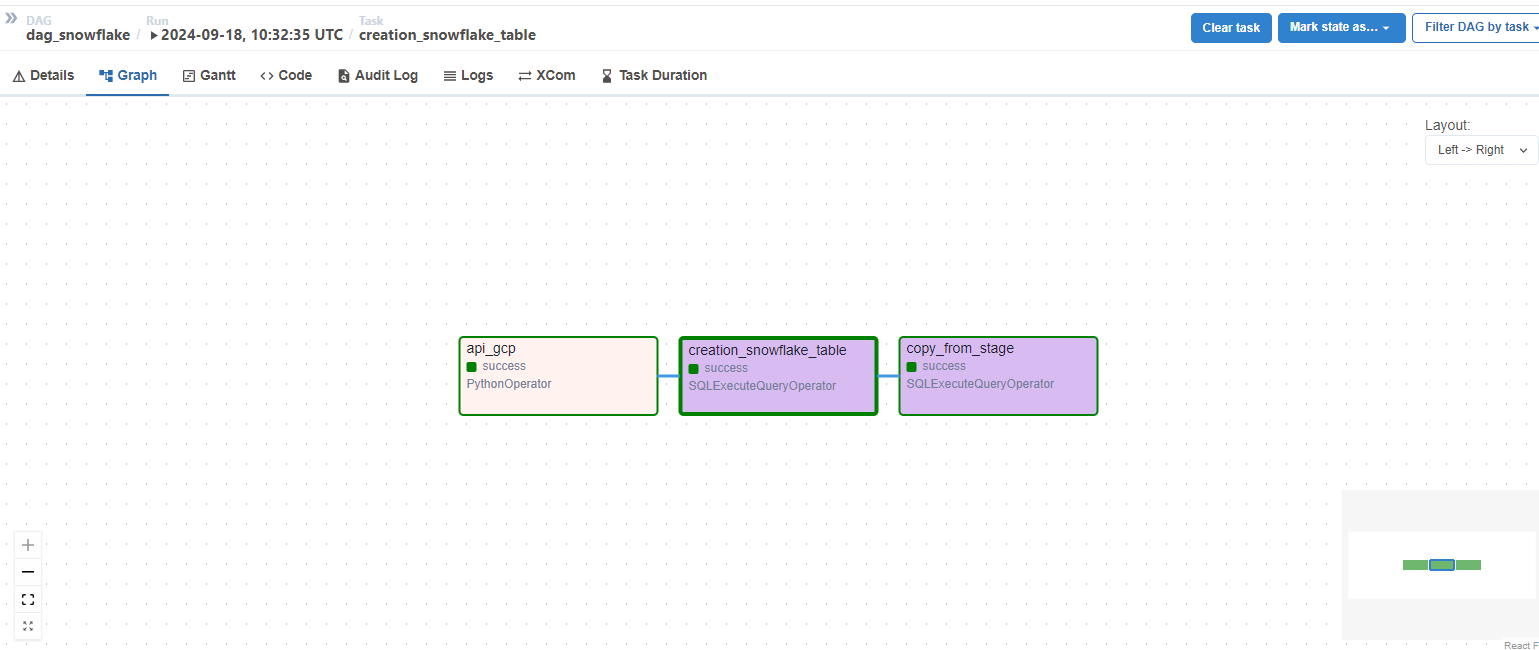 DAG Run Task
dag_snowflake / 2024-09-18, 10:32:35 UTC / creation_snowflake_table
Clear task Mark state as... Filter DAG by task
Details Graph Gantt <> Code Audit Log Logs XCom Task Duration
Layout:
Left -> Right
api_gcp
success
PythonOperator
creation_snowflake_table
success
SQLExecuteQueryOperator
copy_from_stage
success
SQLExecuteQueryOperator
React F